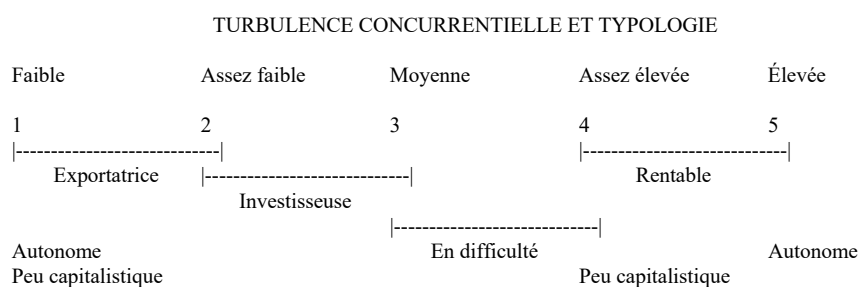 TURBULENCE CONCURRENTIELLE ET TYPOLOGIE
Faible Assez faible Moyenne Assez élevée Élevée
1 2 3 4 5
|-----------------------------| |-----------------------------|
Exportatrice |-----------------------------| Rentable
Investisseuse
|-----------------------------|
Autonome En difficulté Autonome
Peu capitalistique Peu capitalistique